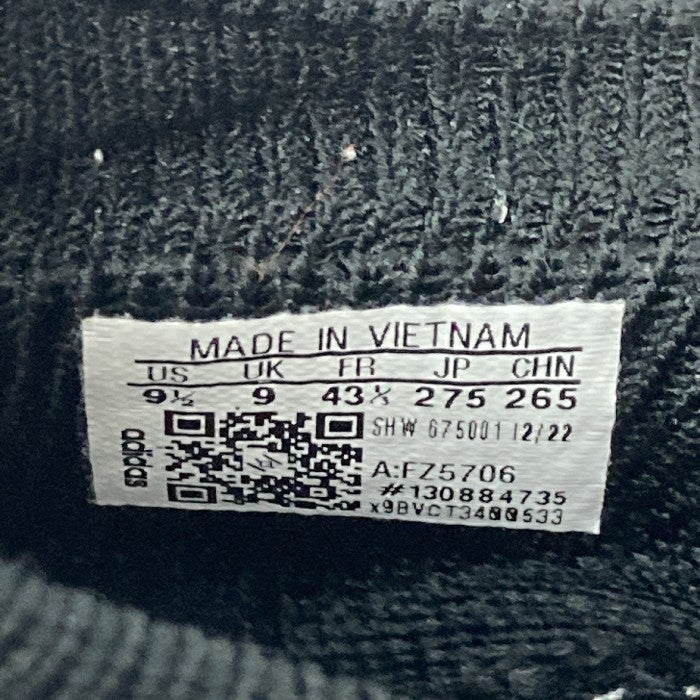 MADE IN VIETNAM
US UK FR JP CHN
9½ 9 43⅓ 275 265
adidas
SHW 675001 12/22
A:FZ5706
#130884735
x9BVCT3400533